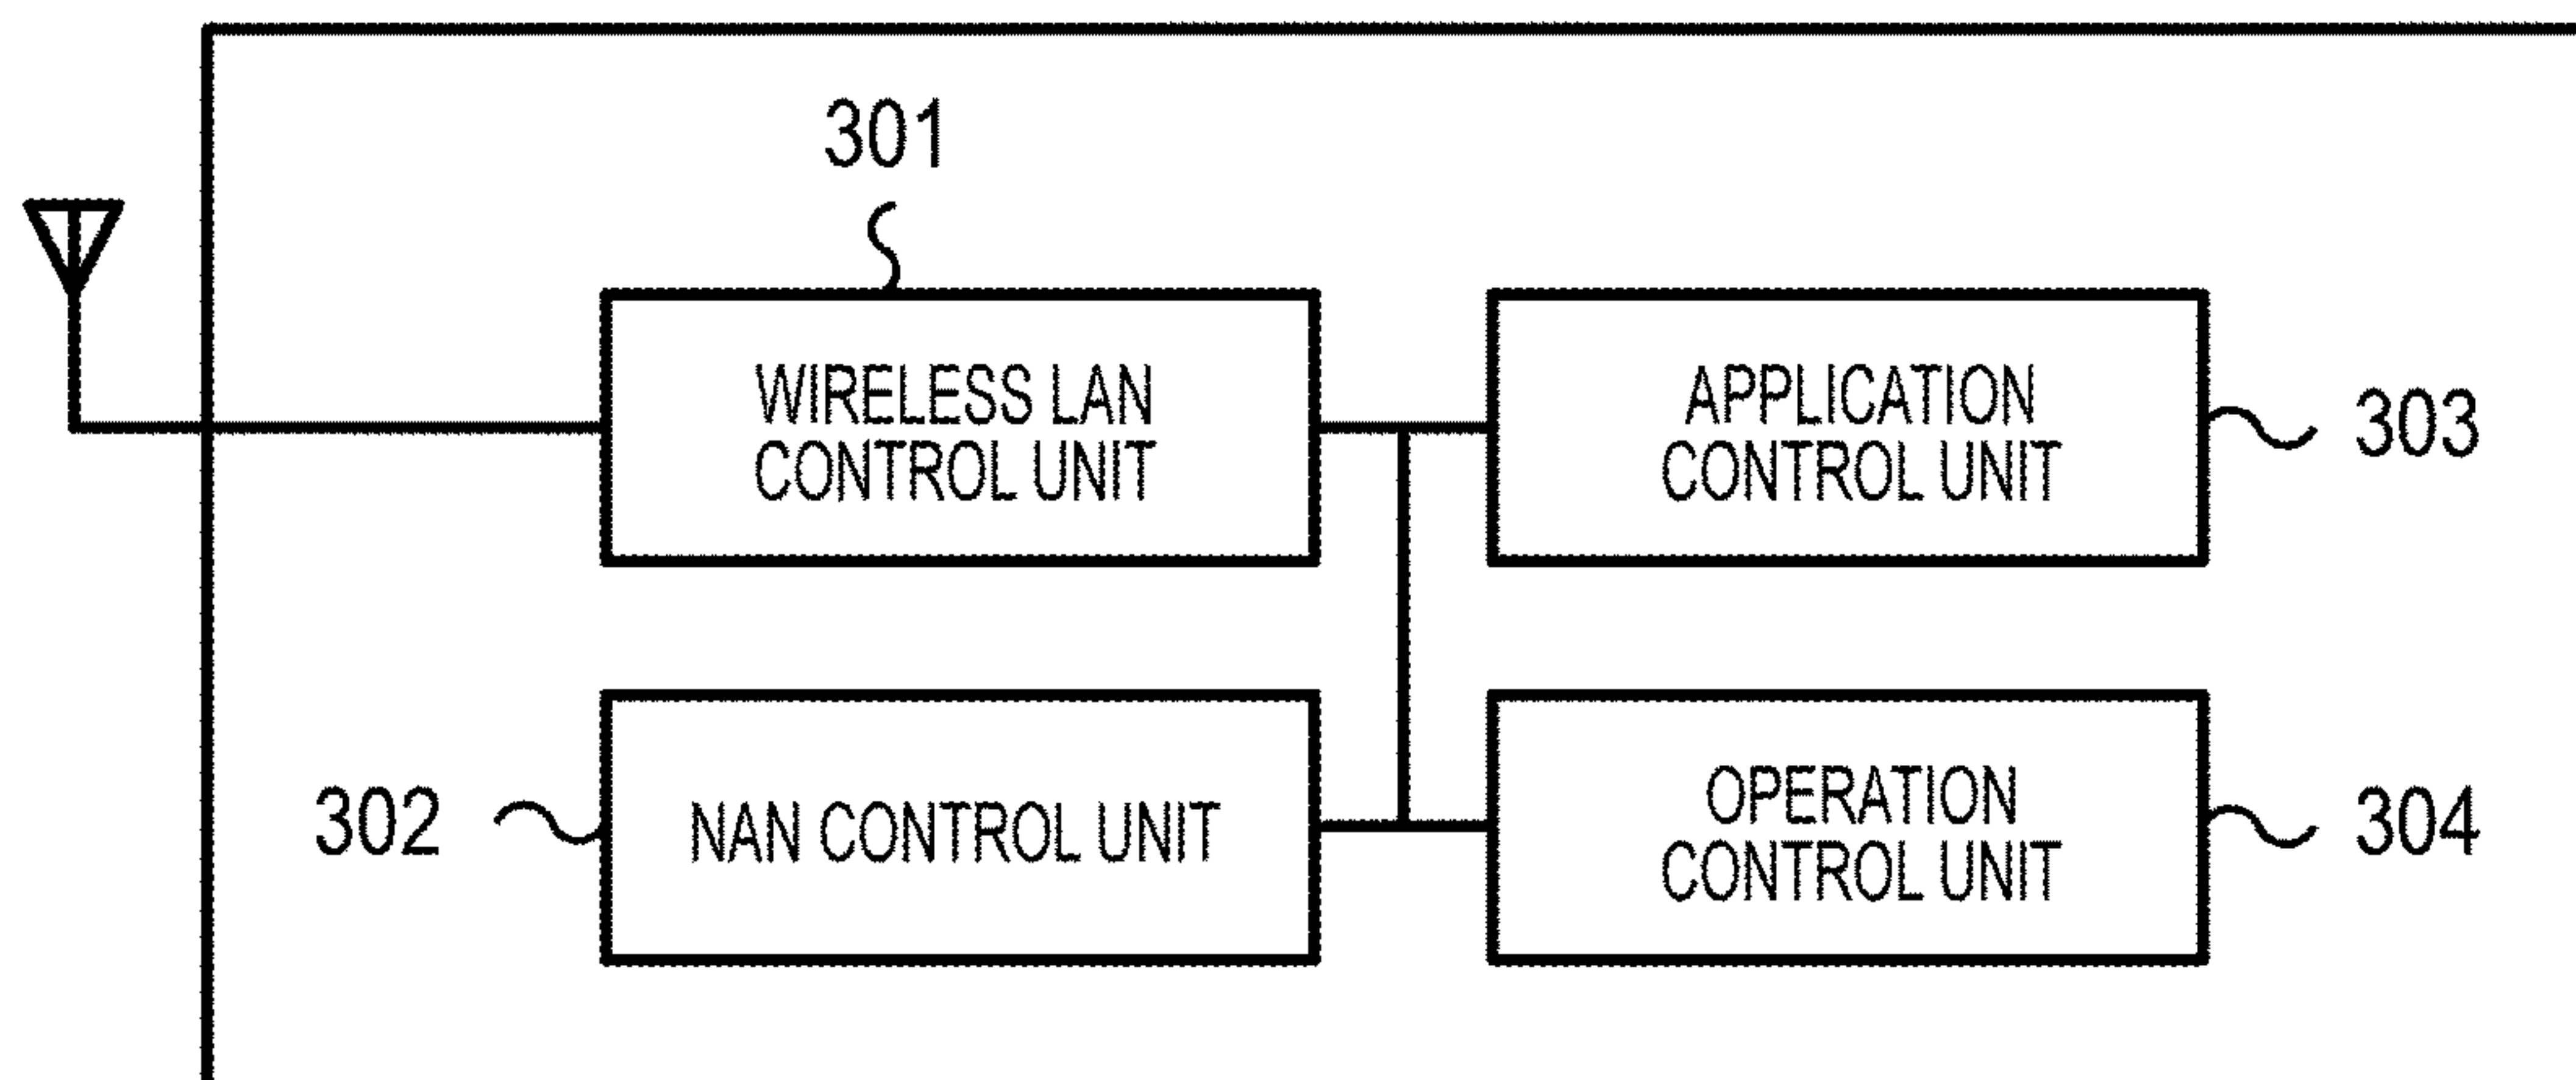 301
WIRELESS LAN
CONTROL UNIT
APPLICATION
CONTROL UNIT
303
302
NAN CONTROL UNIT
OPERATION
CONTROL UNIT
304